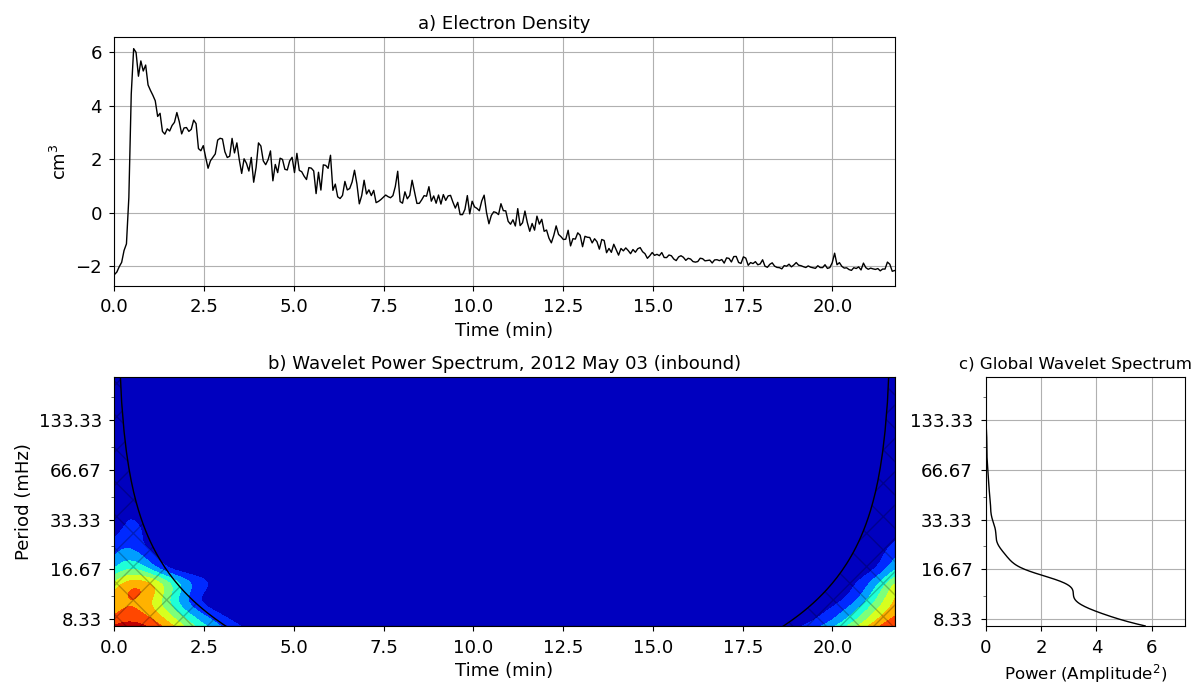 a) Electron Density
6
4
2
0
−2
cm³
0.0 2.5 5.0 7.5 10.0 12.5 15.0 17.5 20.0
Time (min)
b) Wavelet Power Spectrum, 2012 May 03 (inbound)
133.33
66.67
33.33
16.67
8.33
Period (mHz)
0.0 2.5 5.0 7.5 10.0 12.5 15.0 17.5 20.0
Time (min)
c) Global Wavelet Spectrum
133.33
66.67
33.33
16.67
8.33
0 2 4 6
Power (Amplitude²)